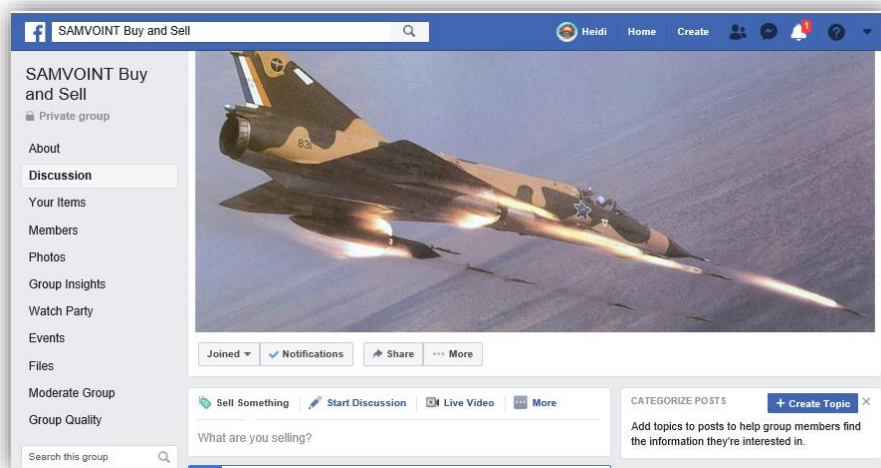 f
SAMVOINT Buy and Sell
Heidi
Home
Create
1
?
SAMVOINT Buy
and Sell
Private group
About
Discussion
Your Items
Members
Photos
Group Insights
Watch Party
Events
Files
Moderate Group
Group Quality
Search this group
831
Joined
Notifications
Share
More
Sell Something
Start Discussion
Live Video
More
What are you selling?
CATEGORIZE POSTS
+ Create Topic
Add topics to posts to help group members find
the information they're interested in.